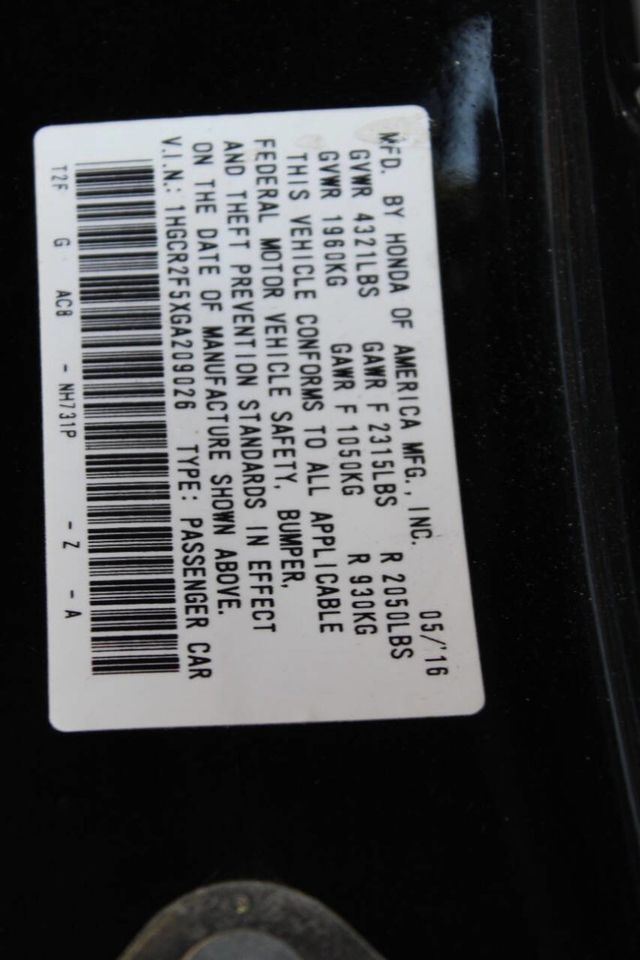 MFD. BY HONDA OF AMERICA MFG., INC. 05/'16
GVWR 4321LBS GAWR F 2315LBS R 2050LBS
GVWR 1960KG GAWR F 1050KG R 930KG
THIS VEHICLE CONFORMS TO ALL APPLICABLE
FEDERAL MOTOR VEHICLE SAFETY, BUMPER,
AND THEFT PREVENTION STANDARDS IN EFFECT
ON THE DATE OF MANUFACTURE SHOWN ABOVE.
V.I.N.: 1HGCR2F5XGA209026 TYPE: PASSENGER CAR
T2F G AC8 - NH731P - Z - A